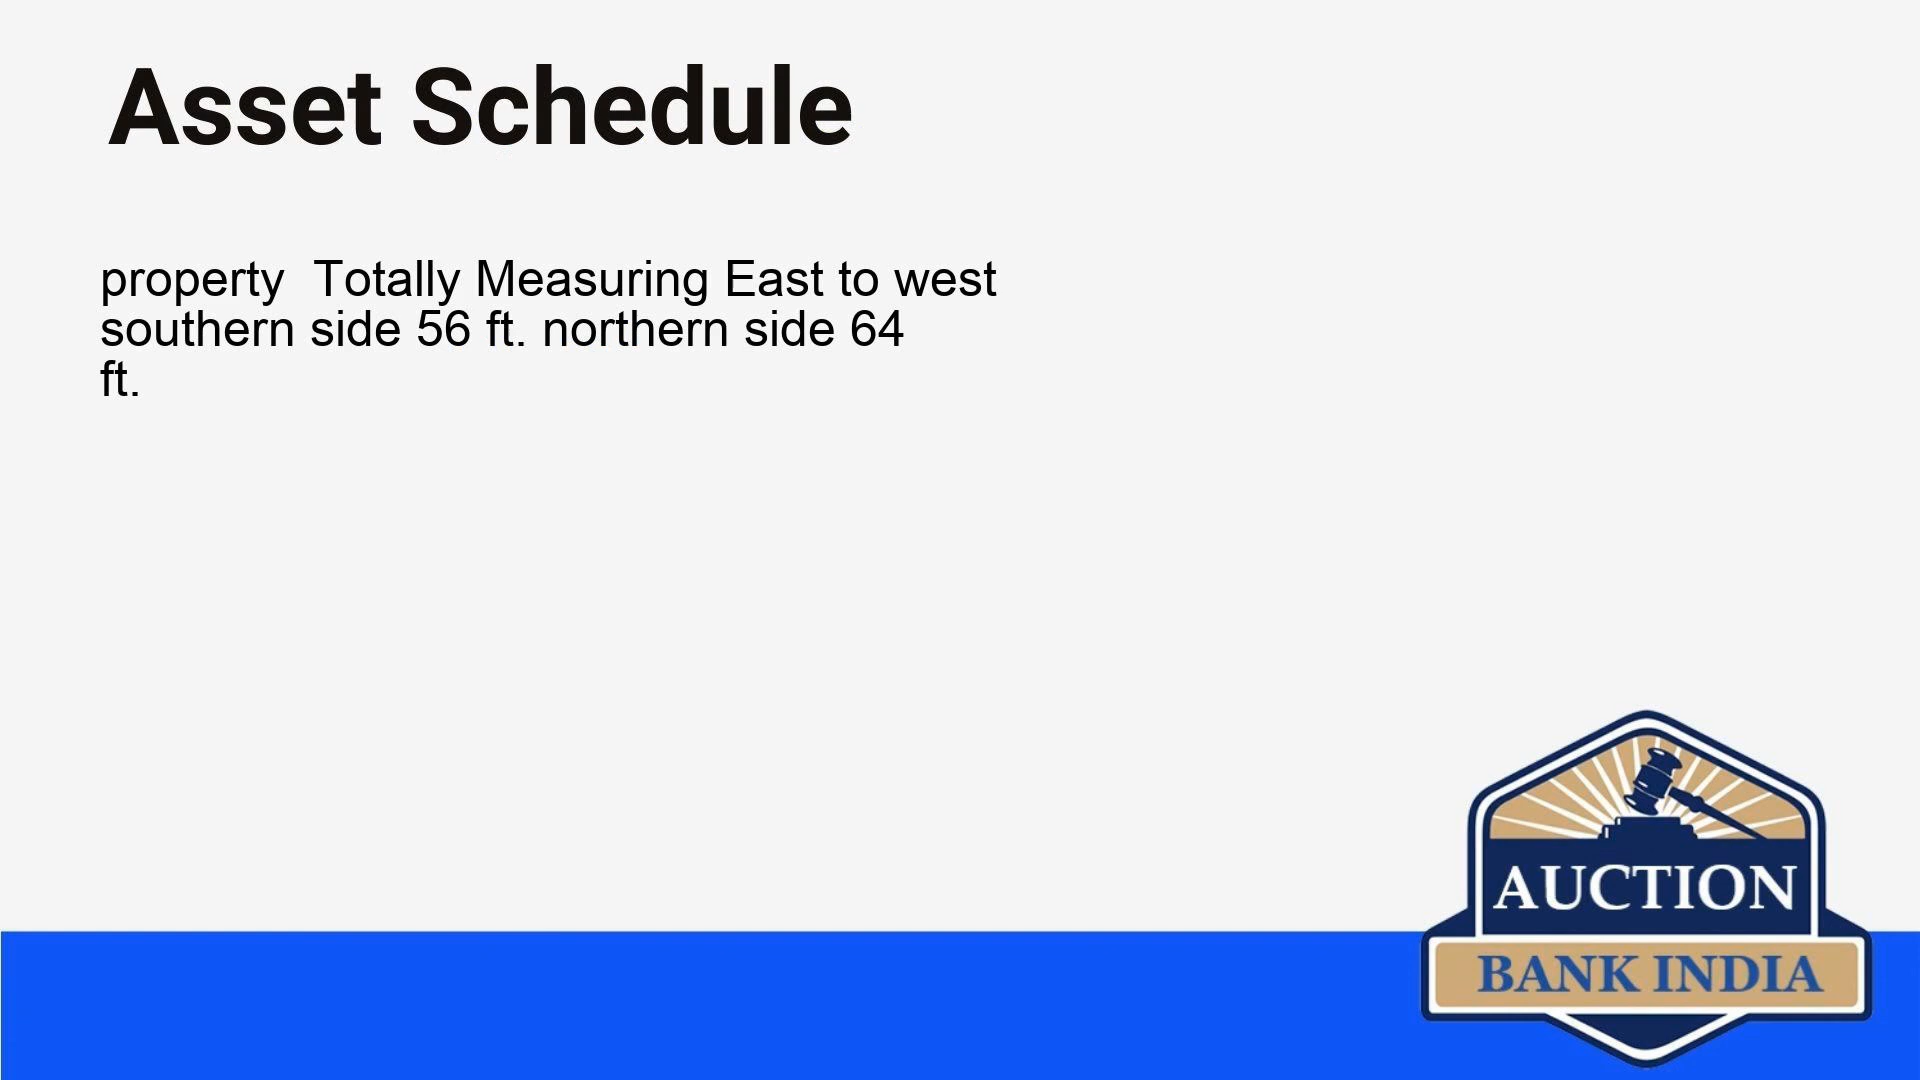 Asset Schedule
property  Totally Measuring East to west
southern side 56 ft. northern side 64
ft.
AUCTION
BANK INDIA